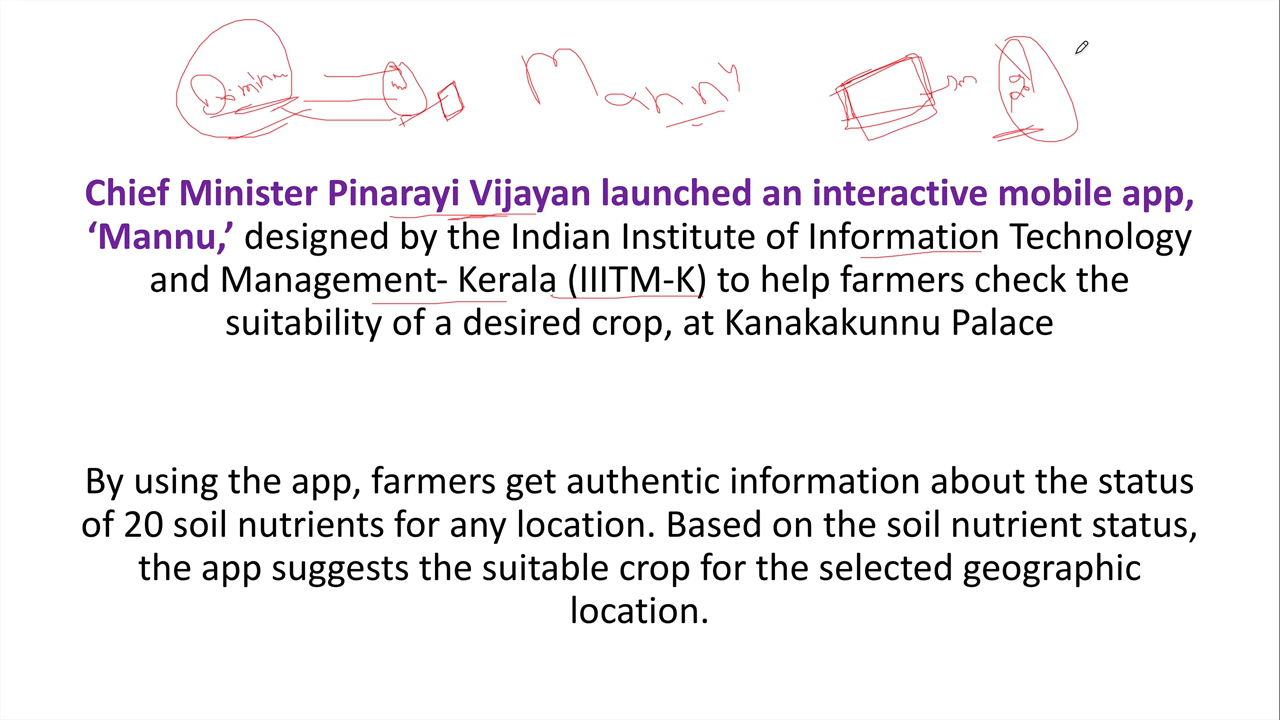 Manny
Chief Minister Pinarayi Vijayan launched an interactive mobile app,
‘Mannu,’ designed by the Indian Institute of Information Technology
and Management- Kerala (IIITM-K) to help farmers check the
suitability of a desired crop, at Kanakakunnu Palace
By using the app, farmers get authentic information about the status
of 20 soil nutrients for any location. Based on the soil nutrient status,
the app suggests the suitable crop for the selected geographic
location.